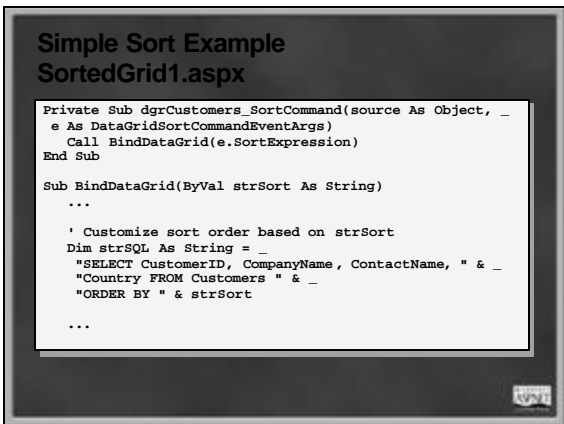 Simple Sort Example
SortedGrid1.aspx
Private Sub dgrCustomers_SortCommand(source As Object, _
e As DataGridSortCommandEventArgs)
Call BindDataGrid(e.SortExpression)
End Sub
Sub BindDataGrid(ByVal strSort As String)
...
' Customize sort order based on strSort
Dim strSQL As String = _
"SELECT CustomerID, CompanyName, ContactName, " & _
"Country FROM Customers " & _
"ORDER BY " & strSort
...
ASP.NET